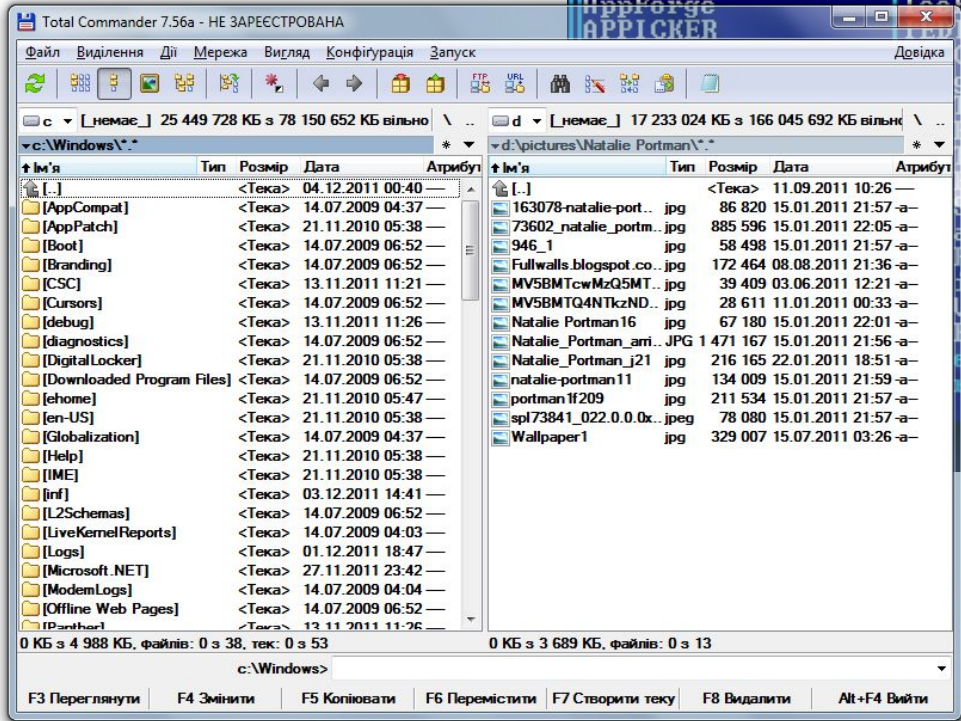 AppForge
APPICKER
Total Commander 7.56a - НЕ ЗАРЕЄСТРОВАНА
Файл Виділення Дії Мережа Вигляд Конфіґурація Запуск Довідка
FTP URL
c [_немає_] 25 449 728 КБ з 78 150 652 КБ вільно \ ..
d [_немає_] 17 233 024 КБ з 166 045 692 КБ вільно \ ..
c:\Windows\*.* * 
d:\pictures\Natalie Portman\*.* *
Ім'я Тип Розмір Дата Атрибут
Ім'я Тип Розмір Дата Атрибут
[..] <Тека> 04.12.2011 00:40 ----
[AppCompat] <Тека> 14.07.2009 04:37 ----
[AppPatch] <Тека> 21.11.2010 05:38 ----
[Boot] <Тека> 14.07.2009 06:52 ----
[Branding] <Тека> 14.07.2009 06:52 ----
[CSC] <Тека> 13.11.2011 11:21 ----
[Cursors] <Тека> 14.07.2009 06:52 ----
[debug] <Тека> 13.11.2011 11:26 ----
[diagnostics] <Тека> 14.07.2009 06:52 ----
[DigitalLocker] <Тека> 21.11.2010 05:38 ----
[Downloaded Program Files] <Тека> 14.07.2009 06:52 ----
[ehome] <Тека> 21.11.2010 05:47 ----
[en-US] <Тека> 21.11.2010 05:38 ----
[Globalization] <Тека> 14.07.2009 04:37 ----
[Help] <Тека> 21.11.2010 05:38 ----
[IME] <Тека> 21.11.2010 05:38 ----
[inf] <Тека> 03.12.2011 14:41 ----
[L2Schemas] <Тека> 14.07.2009 06:52 ----
[LiveKernelReports] <Тека> 14.07.2009 04:03 ----
[Logs] <Тека> 01.12.2011 18:47 ----
[Microsoft.NET] <Тека> 27.11.2011 23:42 ----
[ModemLogs] <Тека> 14.07.2009 04:04 ----
[Offline Web Pages] <Тека> 14.07.2009 06:52 ----
[Panther] <Тека> 13.11.2011 11:26 ----
[..] <Тека> 11.09.2011 10:26 ----
163078-natalie-port.. jpg 86 820 15.01.2011 21:57 -a--
73602_natalie_portm.. jpg 885 596 15.01.2011 22:05 -a--
946_1 jpg 58 498 15.01.2011 21:57 -a--
Fullwalls.blogspot.co.. jpg 172 464 08.08.2011 21:36 -a--
MV5BMTcwMzQ5MT.. jpg 39 409 03.06.2011 12:21 -a--
MV5BMTQ4NTkzND.. jpg 28 611 11.01.2011 00:33 -a--
Natalie Portman16 jpg 67 180 15.01.2011 22:01 -a--
Natalie_Portman_arri.. JPG 1 471 167 15.01.2011 21:56 -a--
Natalie_Portman_j21 jpg 216 165 22.01.2011 18:51 -a--
natalie-portman11 jpg 134 009 15.01.2011 21:59 -a--
portman1f209 jpg 211 534 15.01.2011 21:57 -a--
spl73841_022.0.0.0x.. jpeg 78 080 15.01.2011 21:57 -a--
Wallpaper1 jpg 329 007 15.07.2011 03:26 -a--
0 КБ з 4 988 КБ, файлів: 0 з 38, тек: 0 з 53
0 КБ з 3 689 КБ, файлів: 0 з 13
c:\Windows>
F3 Переглянути F4 Змінити F5 Копіювати F6 Перемістити F7 Створити теку F8 Видалити Alt+F4 Вийти